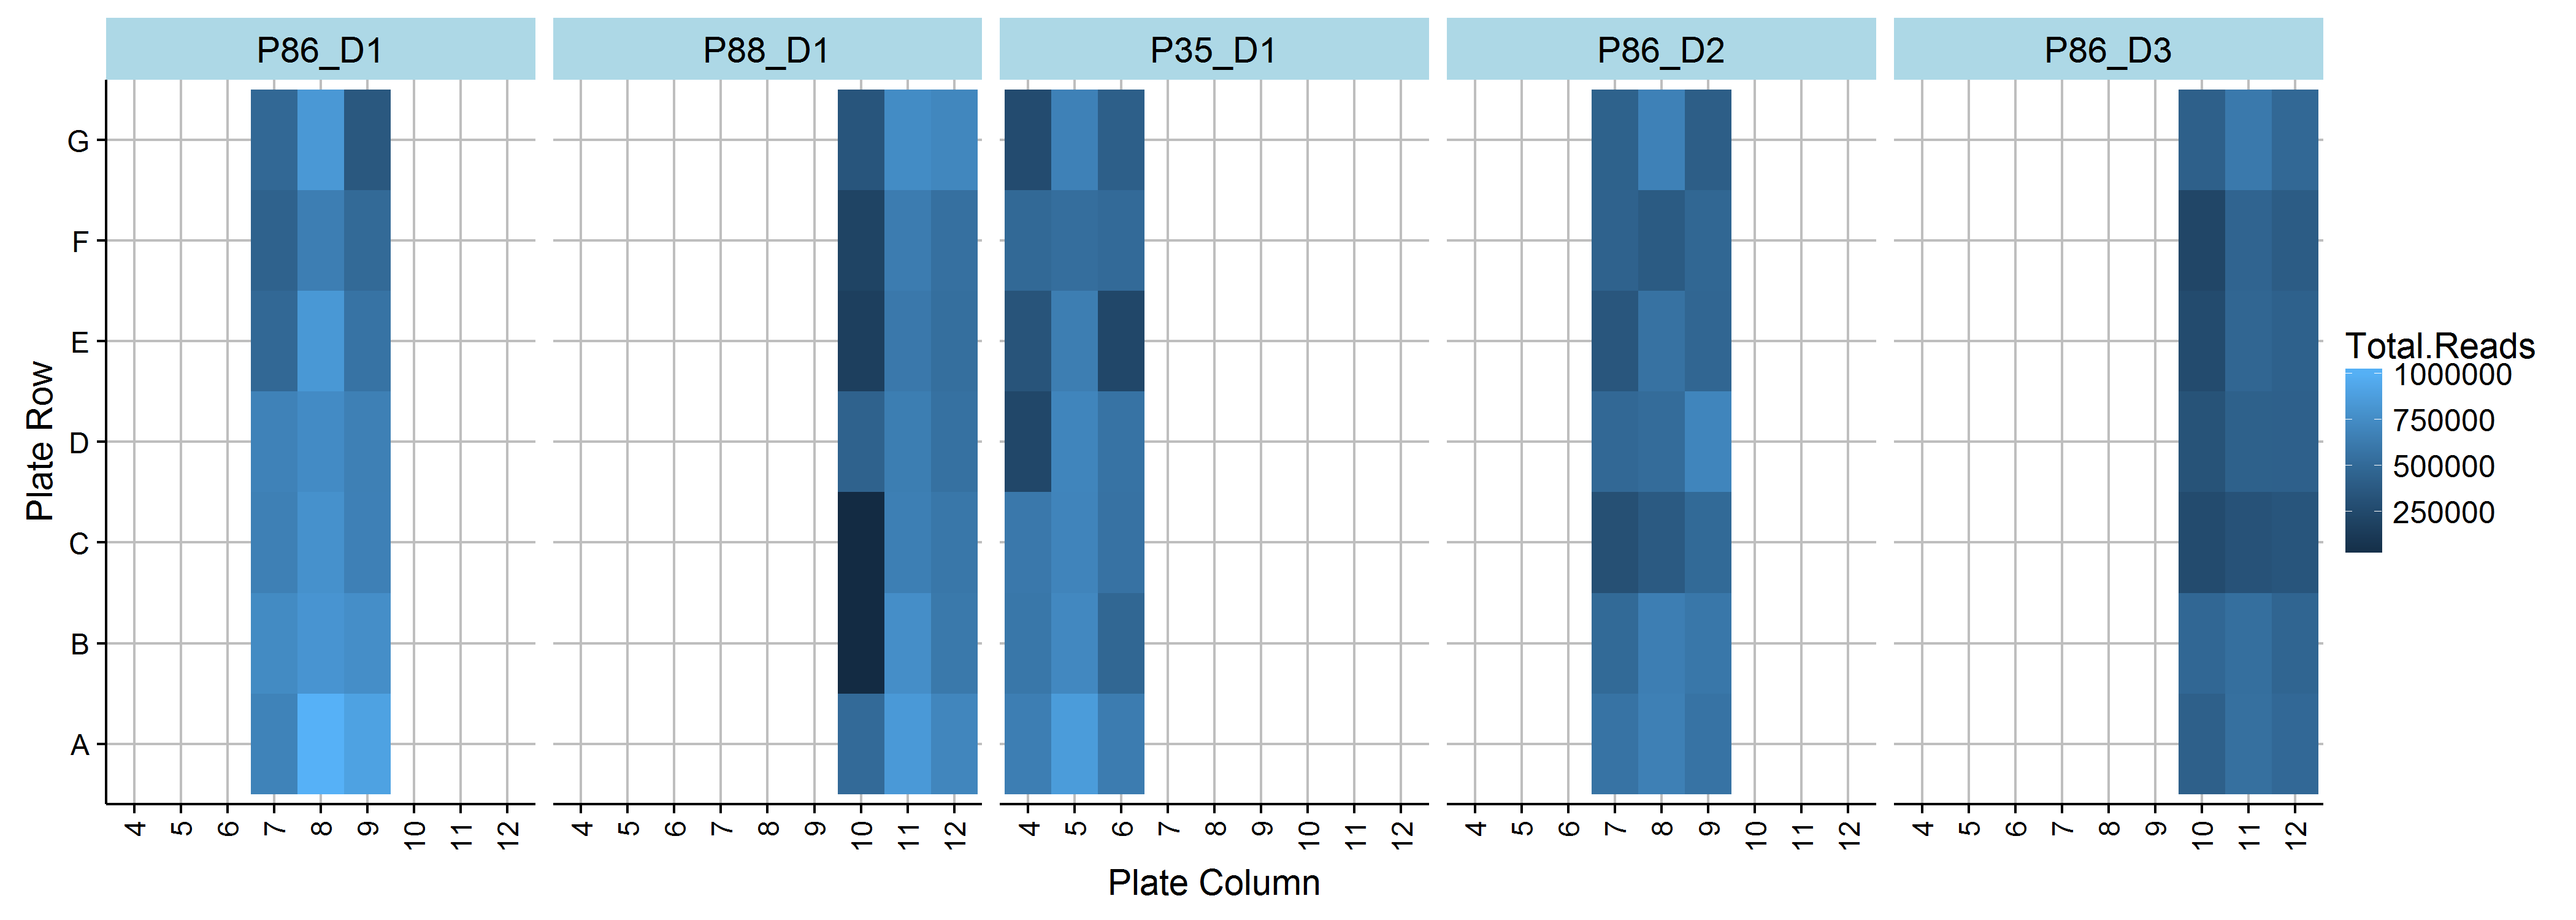 P86_D1 P88_D1 P35_D1 P86_D2 P86_D3
G
F
E
D
C
B
A
Plate Row
4 5 6 7 8 9 10 11 12 4 5 6 7 8 9 10 11 12 4 5 6 7 8 9 10 11 12 4 5 6 7 8 9 10 11 12 4 5 6 7 8 9 10 11 12
Plate Column
Total.Reads
1000000
750000
500000
250000